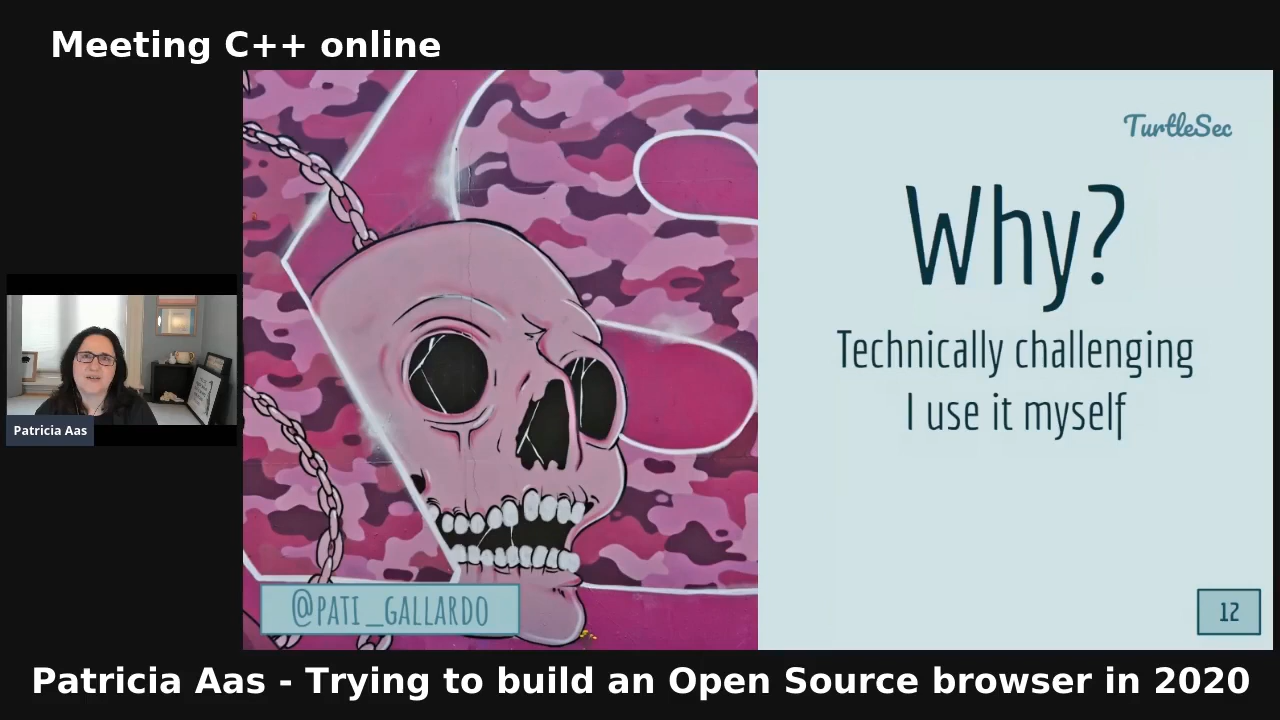 Meeting C++ online
TurtleSec
Why?
Technically challenging
I use it myself
Patricia Aas
@PATI_GALLARDO
12
Patricia Aas - Trying to build an Open Source browser in 2020